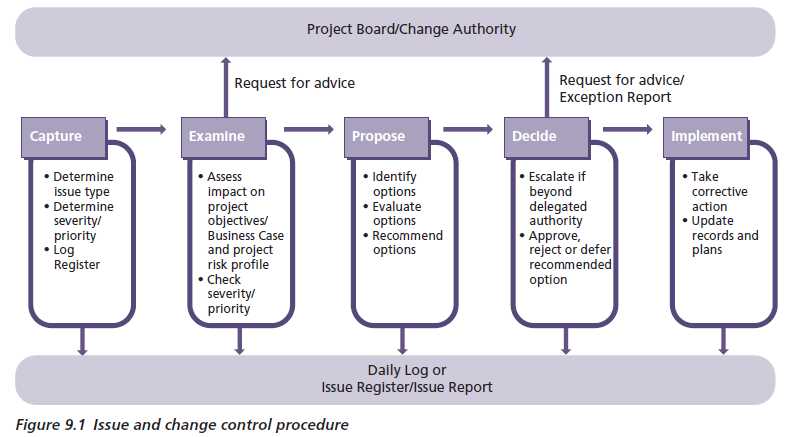 Project Board/Change Authority
Request for advice
Request for advice/
Exception Report
Capture
Examine
Propose
Decide
Implement
• Determine
issue type
• Determine
severity/
priority
• Log
Register
• Assess
impact on
project
objectives/
Business Case
and project
risk profile
• Check
severity/
priority
• Identify
options
• Evaluate
options
• Recommend
options
• Escalate if
beyond
delegated
authority
• Approve,
reject or defer
recommended
option
• Take
corrective
action
• Update
records and
plans
Daily Log or
Issue Register/Issue Report
Figure 9.1 Issue and change control procedure